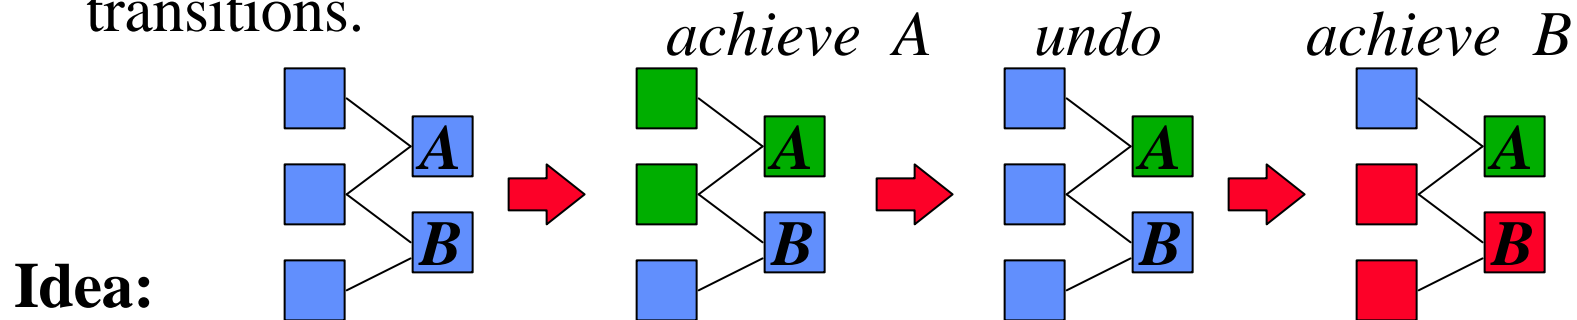 transitions.
achieve A undo achieve B
A A A A
B B B B
Idea: